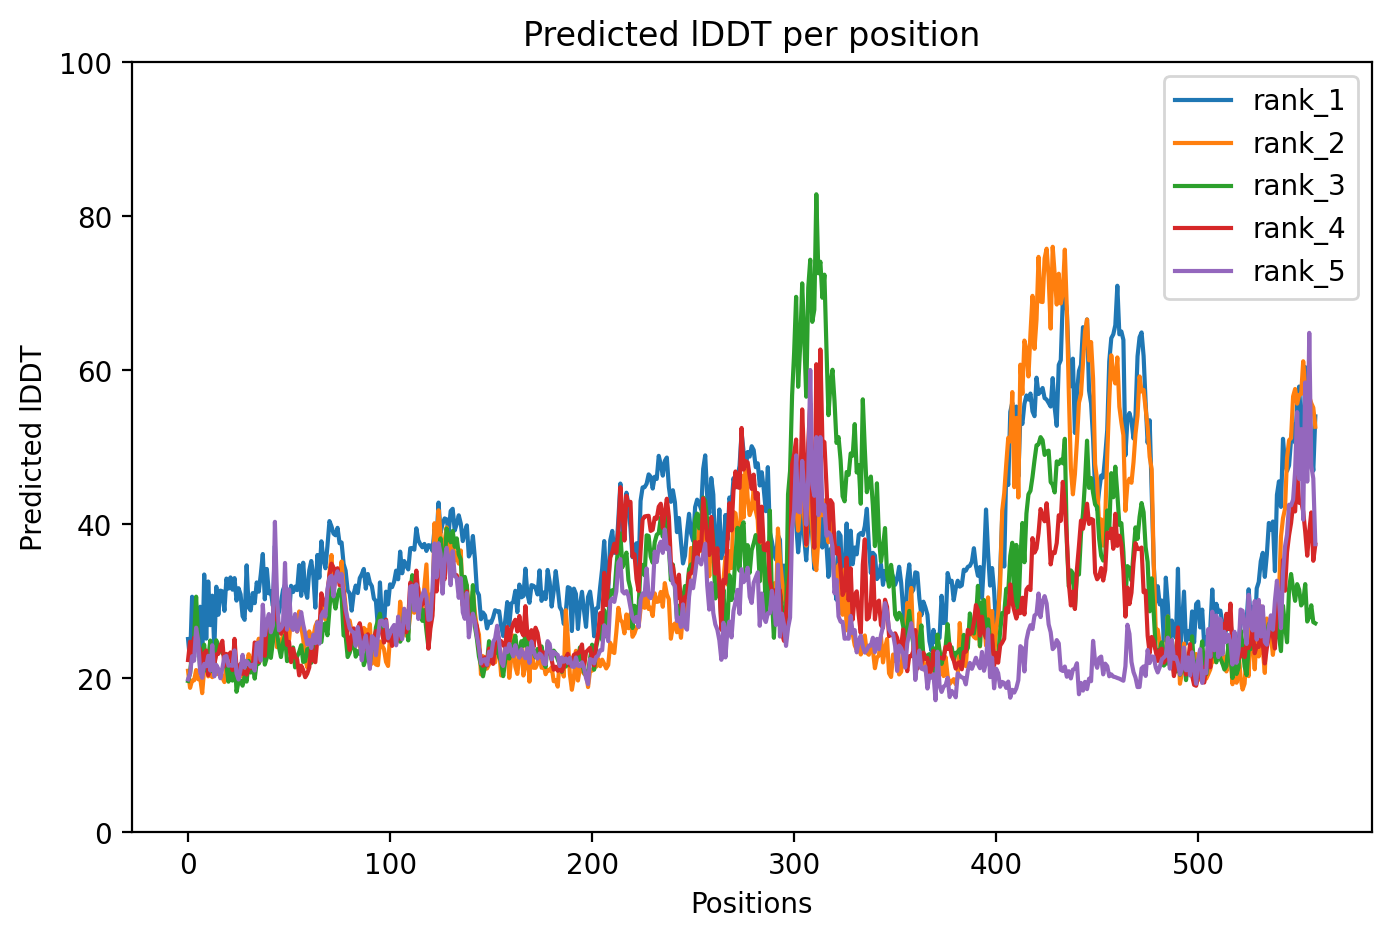 Predicted lDDT per position
100
80
60
40
20
0
Predicted lDDT
0 100 200 300 400 500
Positions
rank_1
rank_2
rank_3
rank_4
rank_5